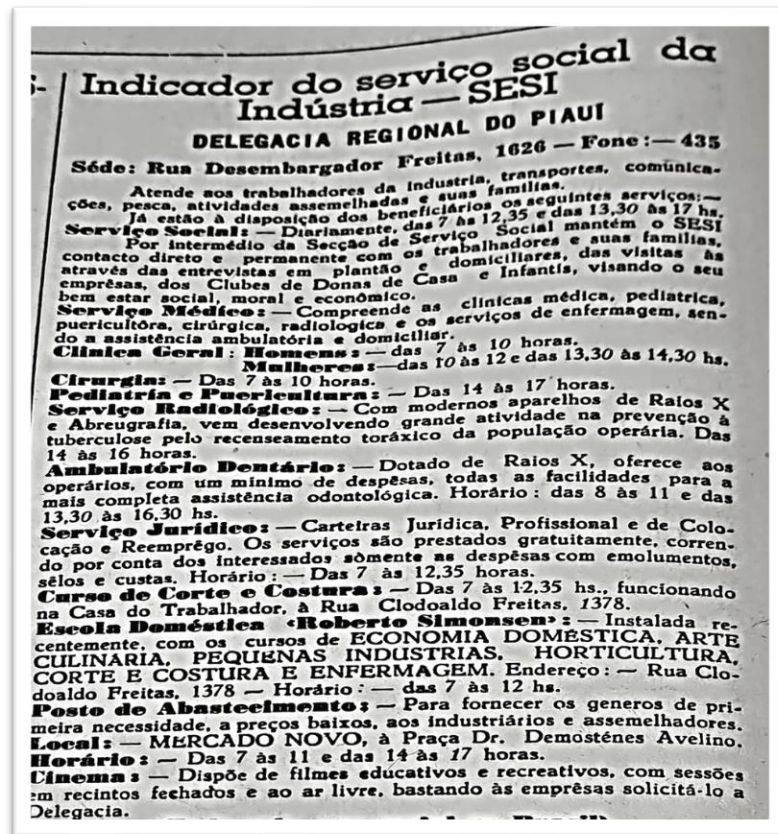 Indicador do serviço social da
Indústria — SESI
DELEGACIA REGIONAL DO PIAUI
Séde: Rua Desembargador Freitas, 1626 — Fone:— 435
Atende aos trabalhadores da industria, transportes, comunica-
ções, pesca, atividades assemelhadas e suas familias.
Já estão à disposição dos beneficiários os seguintes serviços:—
Serviço Social: — Diariamente, das 7 às 12,35 e das 13,30 às 17 hs.
Por intermédio da Secção de Serviço Social mantém o SESI
contacto direto e permanente com os trabalhadores e suas familias,
através das entrevistas em plantão e domiciliares, das visitas às
emprêsas, dos Clubes de Donas de Casa e Infantis, visando o seu
bem estar social, moral e econômico.
Serviço Médico: — Compreende as clinicas médica, pediatrica,
puericultôra, cirúrgica, radiologica e os serviços de enfermagem, sen-
do a assistência ambulatória e domiciliar.
Clinica Geral : Homens: — das 7 às 10 horas.
Mulheres:—das 10 às 12 e das 13,30 às 14,30 hs.
Cirurgia: — Das 7 às 10 horas.
Pediatria e Puericultura: — Das 14 às 17 horas.
Serviço Radiológico: — Com modernos aparelhos de Raios X
e Abreugrafia, vem desenvolvendo grande atividade na prevenção à
tuberculose pelo recenseamento toráxico da população operária. Das
14 às 16 horas.
Ambulatório Dentário: — Dotado de Raios X, oferece aos
operários, com um mínimo de despêsas, todas as facilidades para a
mais completa assistência odontológica. Horário : das 8 às 11 e das
13,30 às 16,30 hs.
Serviço Jurídico: — Carteiras Jurídica, Profissional e de Colo-
cação e Reemprêgo. Os serviços são prestados gratuitamente, corren-
do por conta dos interessados sòmente as despêsas com emolumentos,
sêlos e custas. Horário : — Das 7 às 12,35 horas.
Curso de Corte e Costura : — Das 7 às 12,35 hs., funcionando
na Casa do Trabalhador, à Rua Clodoaldo Freitas, 1378.
Escola Doméstica «Roberto Simonsen» : — Instalada re-
centemente, com os cursos de ECONOMIA DOMÉSTICA, ARTE
CULINÁRIA, PEQUENAS INDUSTRIAS, HORTICULTURA,
CORTE E COSTURA E ENFERMAGEM. Endereço : — Rua Clo-
doaldo Freitas, 1378 — Horário : — das 7 às 12 hs.
Posto de Abastecimento : — Para fornecer os generos de pri-
meira necessidade, a preços baixos, aos industriários e assemelhadores.
Local : — MERCADO NOVO, à Praça Dr. Demosténes Avelino.
Horário : — Das 7 às 11 e das 14 às 17 horas.
Cinema : — Dispõe de filmes educativos e recreativos, com sessões
em recintos fechados e ao ar livre, bastando às emprêsas solicitá-lo a
Delegacia.